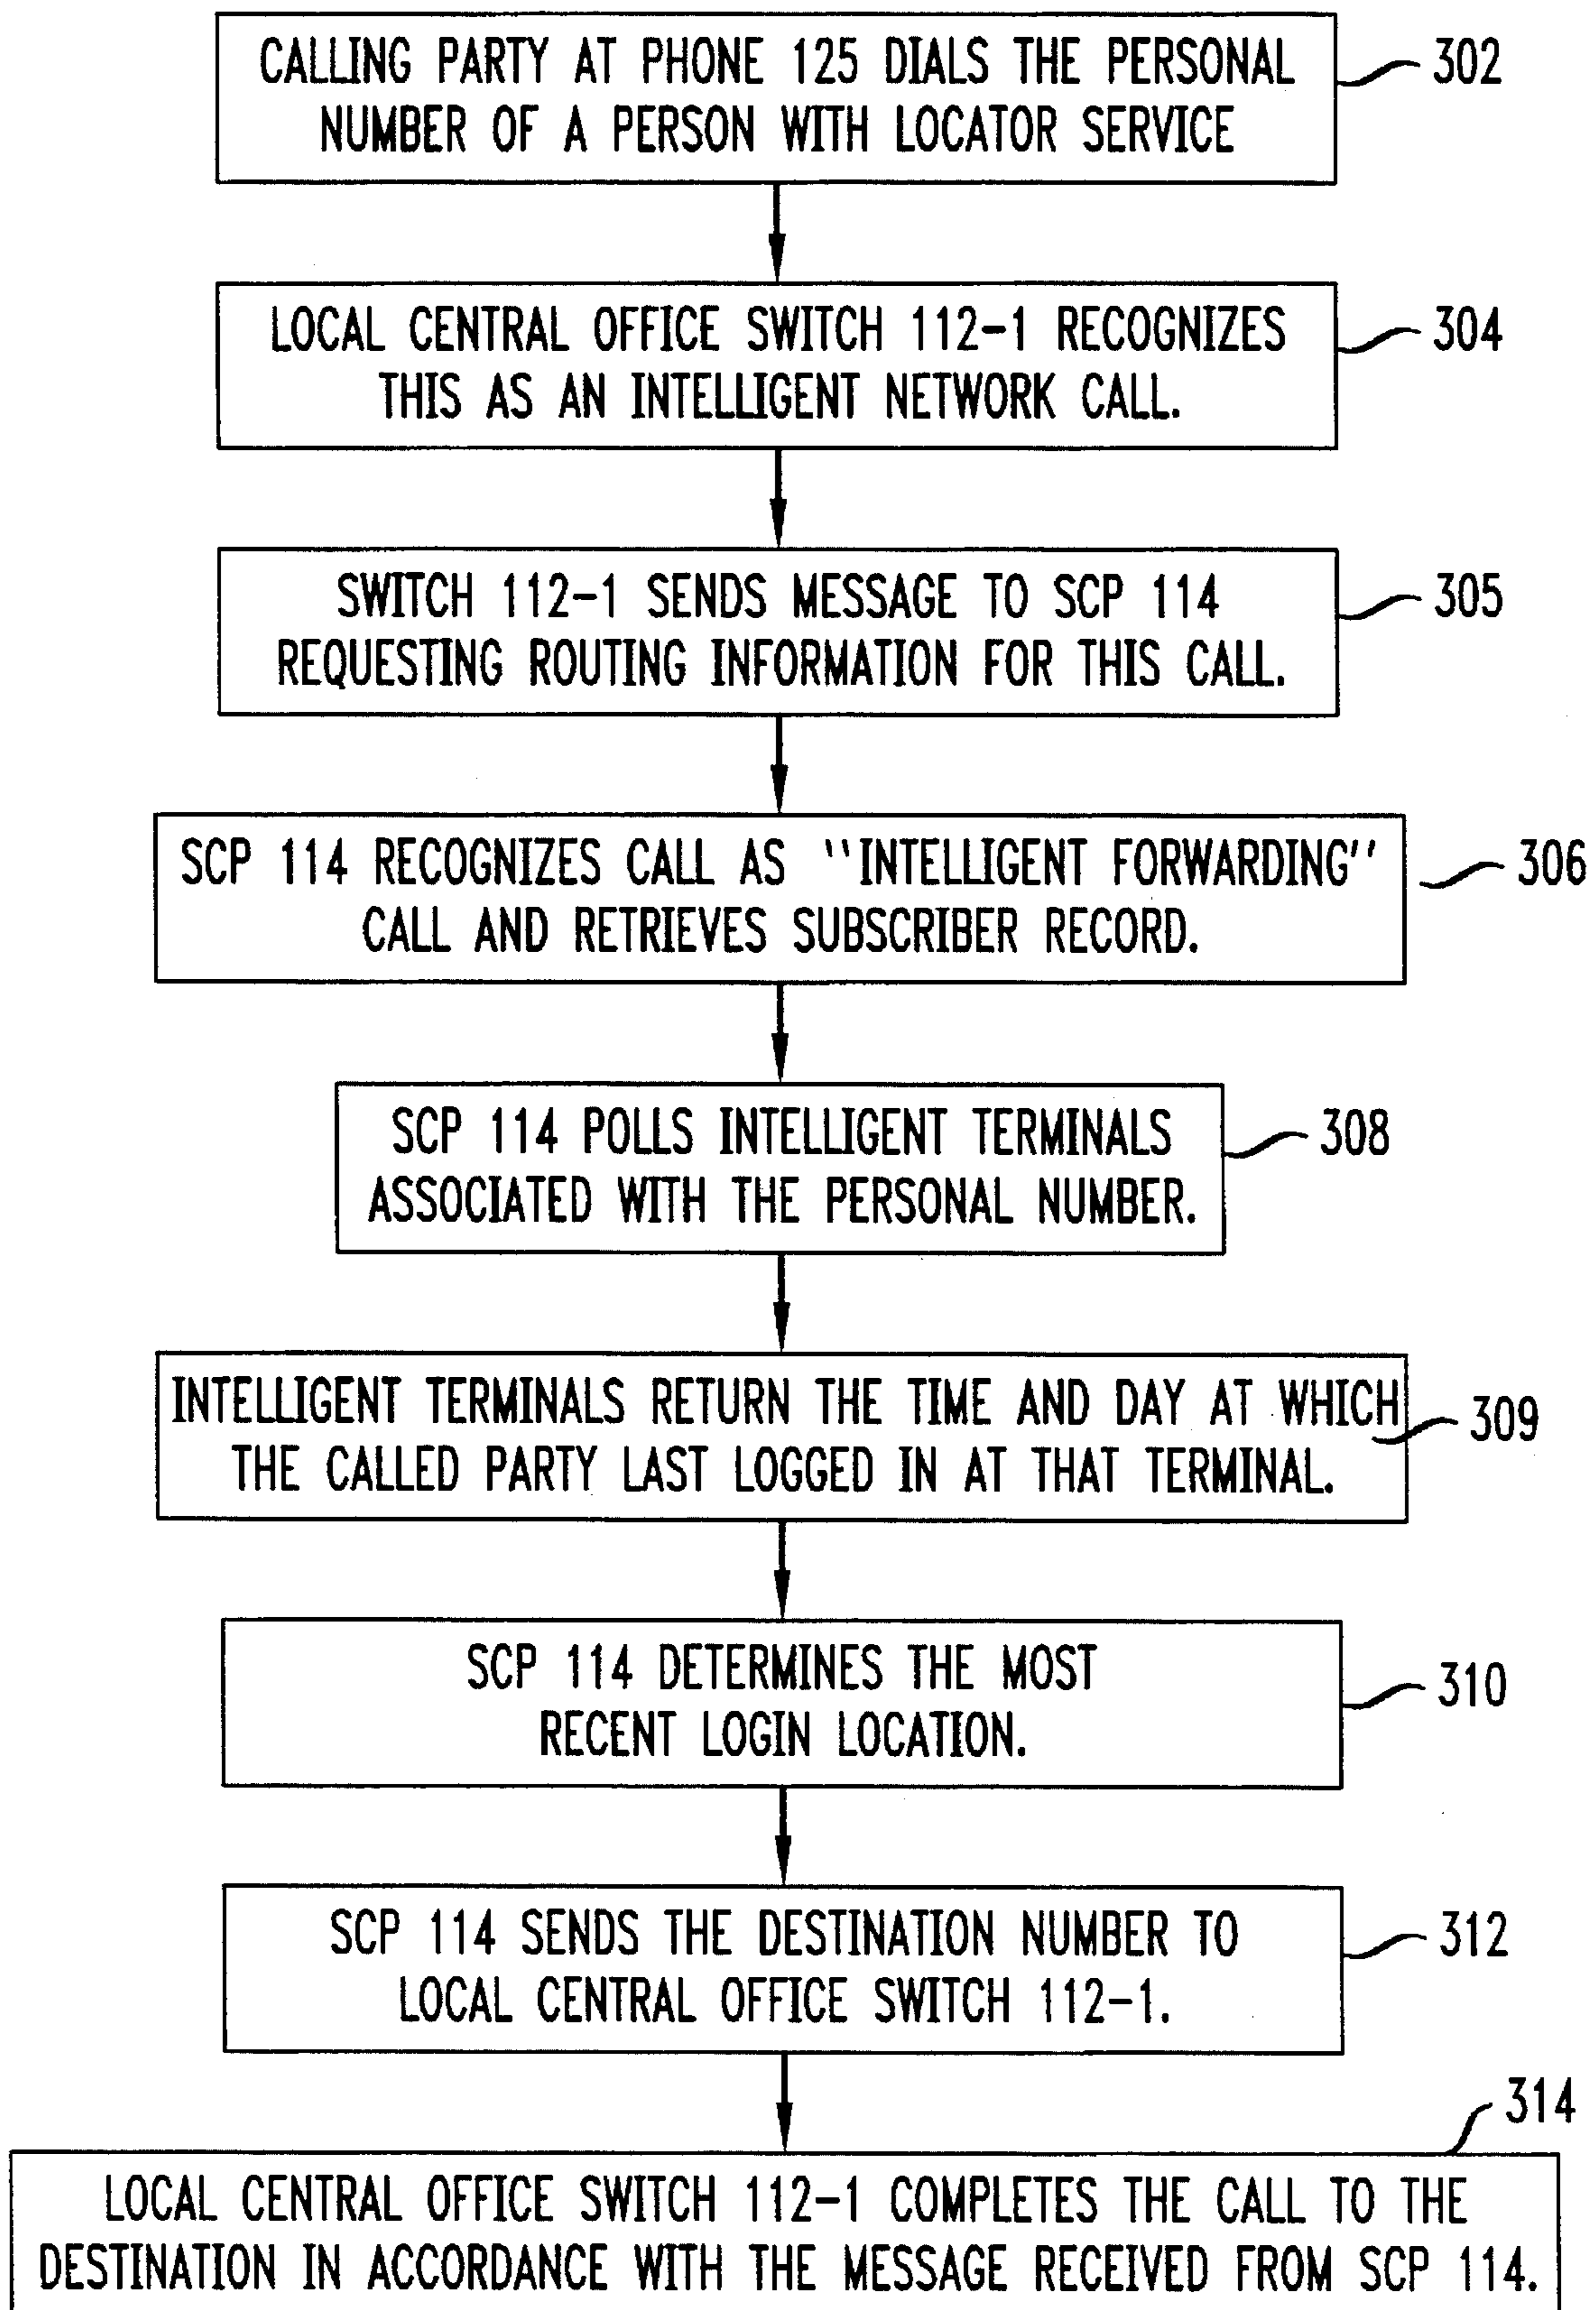 CALLING PARTY AT PHONE 125 DIALS THE PERSONAL
NUMBER OF A PERSON WITH LOCATOR SERVICE
302
LOCAL CENTRAL OFFICE SWITCH 112-1 RECOGNIZES
THIS AS AN INTELLIGENT NETWORK CALL.
304
SWITCH 112-1 SENDS MESSAGE TO SCP 114
REQUESTING ROUTING INFORMATION FOR THIS CALL.
305
SCP 114 RECOGNIZES CALL AS ''INTELLIGENT FORWARDING''
CALL AND RETRIEVES SUBSCRIBER RECORD.
306
SCP 114 POLLS INTELLIGENT TERMINALS
ASSOCIATED WITH THE PERSONAL NUMBER.
308
INTELLIGENT TERMINALS RETURN THE TIME AND DAY AT WHICH
THE CALLED PARTY LAST LOGGED IN AT THAT TERMINAL.
309
SCP 114 DETERMINES THE MOST
RECENT LOGIN LOCATION.
310
SCP 114 SENDS THE DESTINATION NUMBER TO
LOCAL CENTRAL OFFICE SWITCH 112-1.
312
314
LOCAL CENTRAL OFFICE SWITCH 112-1 COMPLETES THE CALL TO THE
DESTINATION IN ACCORDANCE WITH THE MESSAGE RECEIVED FROM SCP 114.